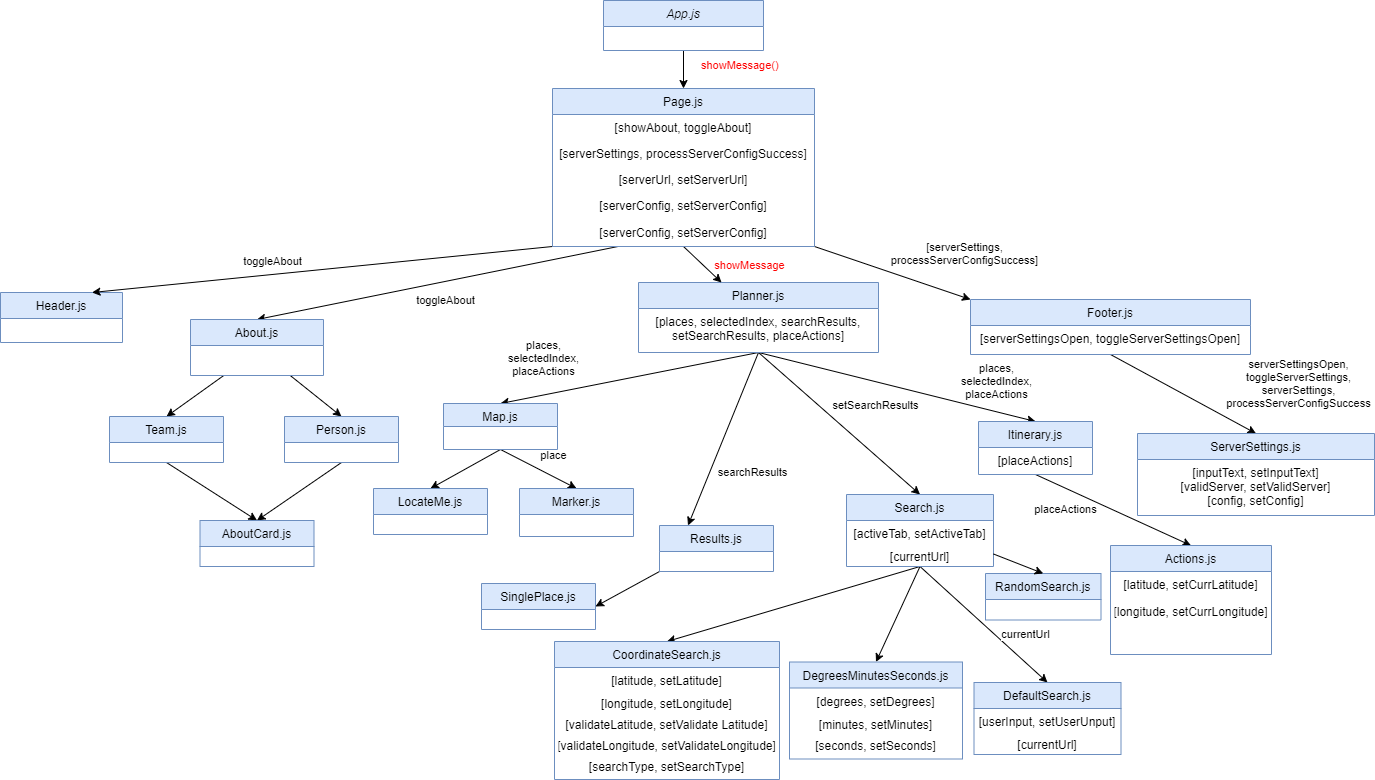 App.js
showMessage()
Page.js
[showAbout, toggleAbout]
[serverSettings, processServerConfigSuccess]
[serverUrl, setServerUrl]
[serverConfig, setServerConfig]
[serverConfig, setServerConfig]
toggleAbout
toggleAbout
showMessage
[serverSettings,
processServerConfigSuccess]
Header.js
About.js
Planner.js
[places, selectedIndex, searchResults,
setSearchResults, placeActions]
Footer.js
[serverSettingsOpen, toggleServerSettingsOpen]
places,
selectedIndex,
placeActions
setSearchResults
places,
selectedIndex,
placeActions
serverSettingsOpen,
toggleServerSettings,
serverSettings,
processServerConfigSuccess
Team.js
Person.js
Map.js
place
searchResults
Itinerary.js
[placeActions]
ServerSettings.js
[inputText, setInputText]
[validServer, setValidServer]
[config, setConfig]
AboutCard.js
LocateMe.js
Marker.js
Results.js
SinglePlace.js
Search.js
[activeTab, setActiveTab]
[currentUrl]
placeActions
RandomSearch.js
Actions.js
[latitude, setCurrLatitude]
[longitude, setCurrLongitude]
currentUrl
CoordinateSearch.js
[latitude, setLatitude]
[longitude, setLongitude]
[validateLatitude, setValidate Latitude]
[validateLongitude, setValidateLongitude]
[searchType, setSearchType]
DegreesMinutesSeconds.js
[degrees, setDegrees]
[minutes, setMinutes]
[seconds, setSeconds]
DefaultSearch.js
[userInput, setUserUnput]
[currentUrl]